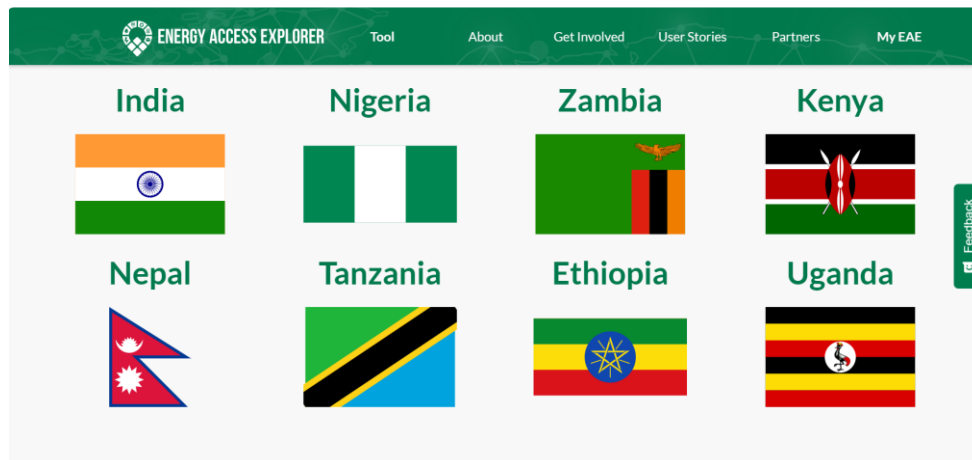 ENERGY ACCESS EXPLORER Tool About Get Involved User Stories Partners My EAE
India Nigeria Zambia Kenya
Nepal Tanzania Ethiopia Uganda
Feedback